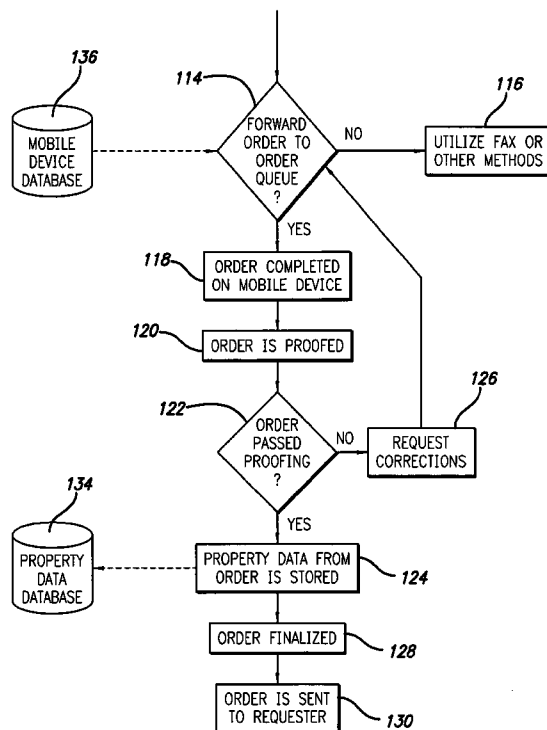 136
114
116
MOBILE
DEVICE
DATABASE
FORWARD
ORDER TO
ORDER
QUEUE
?
NO
UTILIZE FAX OR
OTHER METHODS
YES
118
ORDER COMPLETED
ON MOBILE DEVICE
120
ORDER IS PROOFED
122
126
ORDER
PASSED
PROOFING
?
NO
REQUEST
CORRECTIONS
134
YES
PROPERTY
DATA
DATABASE
PROPERTY DATA FROM
ORDER IS STORED
124
ORDER FINALIZED
128
ORDER IS SENT
TO REQUESTER
130